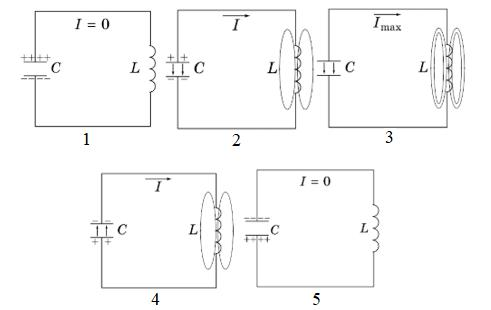 I = 0
++++
C
L
– – – –
1
I
++
C
L
– –
2
Imax
C
L
3
I
– –
C
L
++
4
I = 0
– – – –
C
L
++++
5